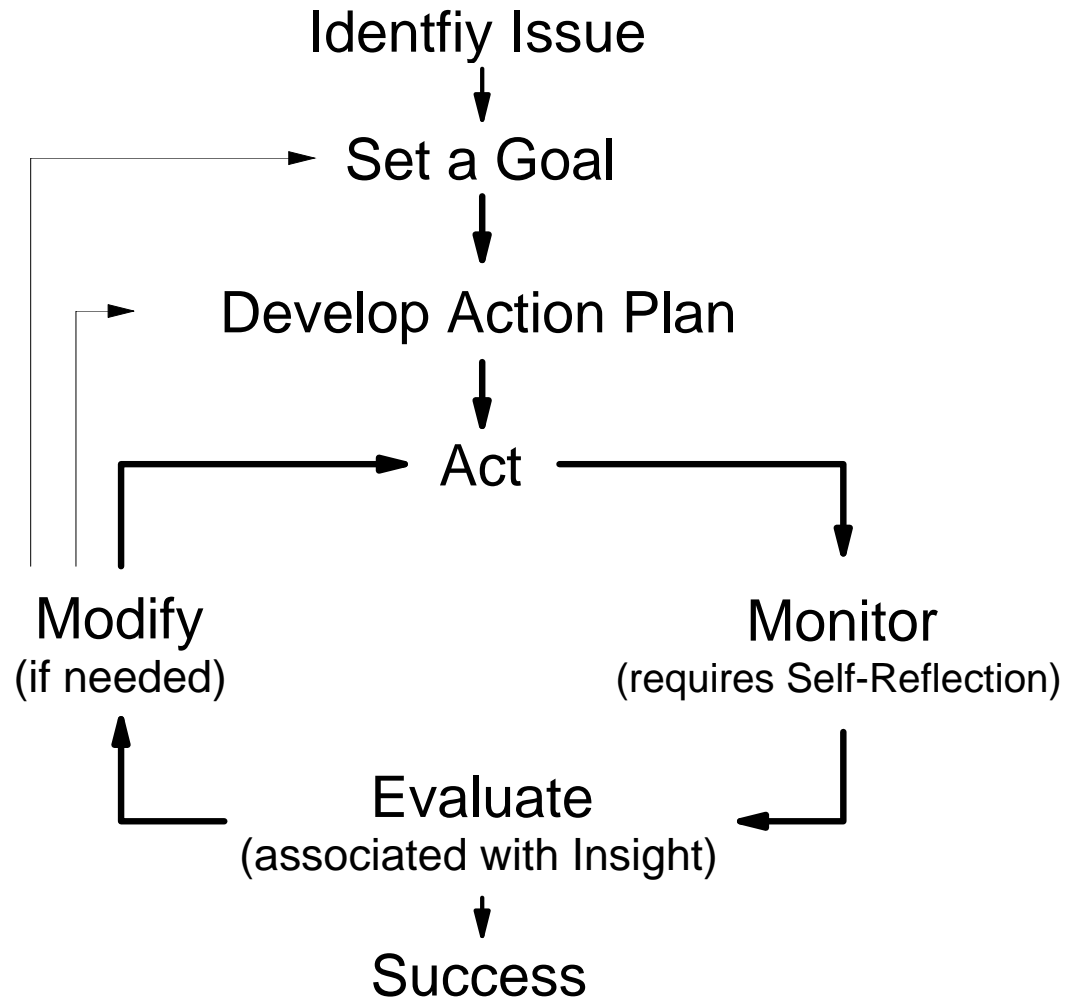 Identfiy Issue
Set a Goal
Develop Action Plan
Act
Modify
(if needed)
Monitor
(requires Self-Reflection)
Evaluate
(associated with Insight)
Success